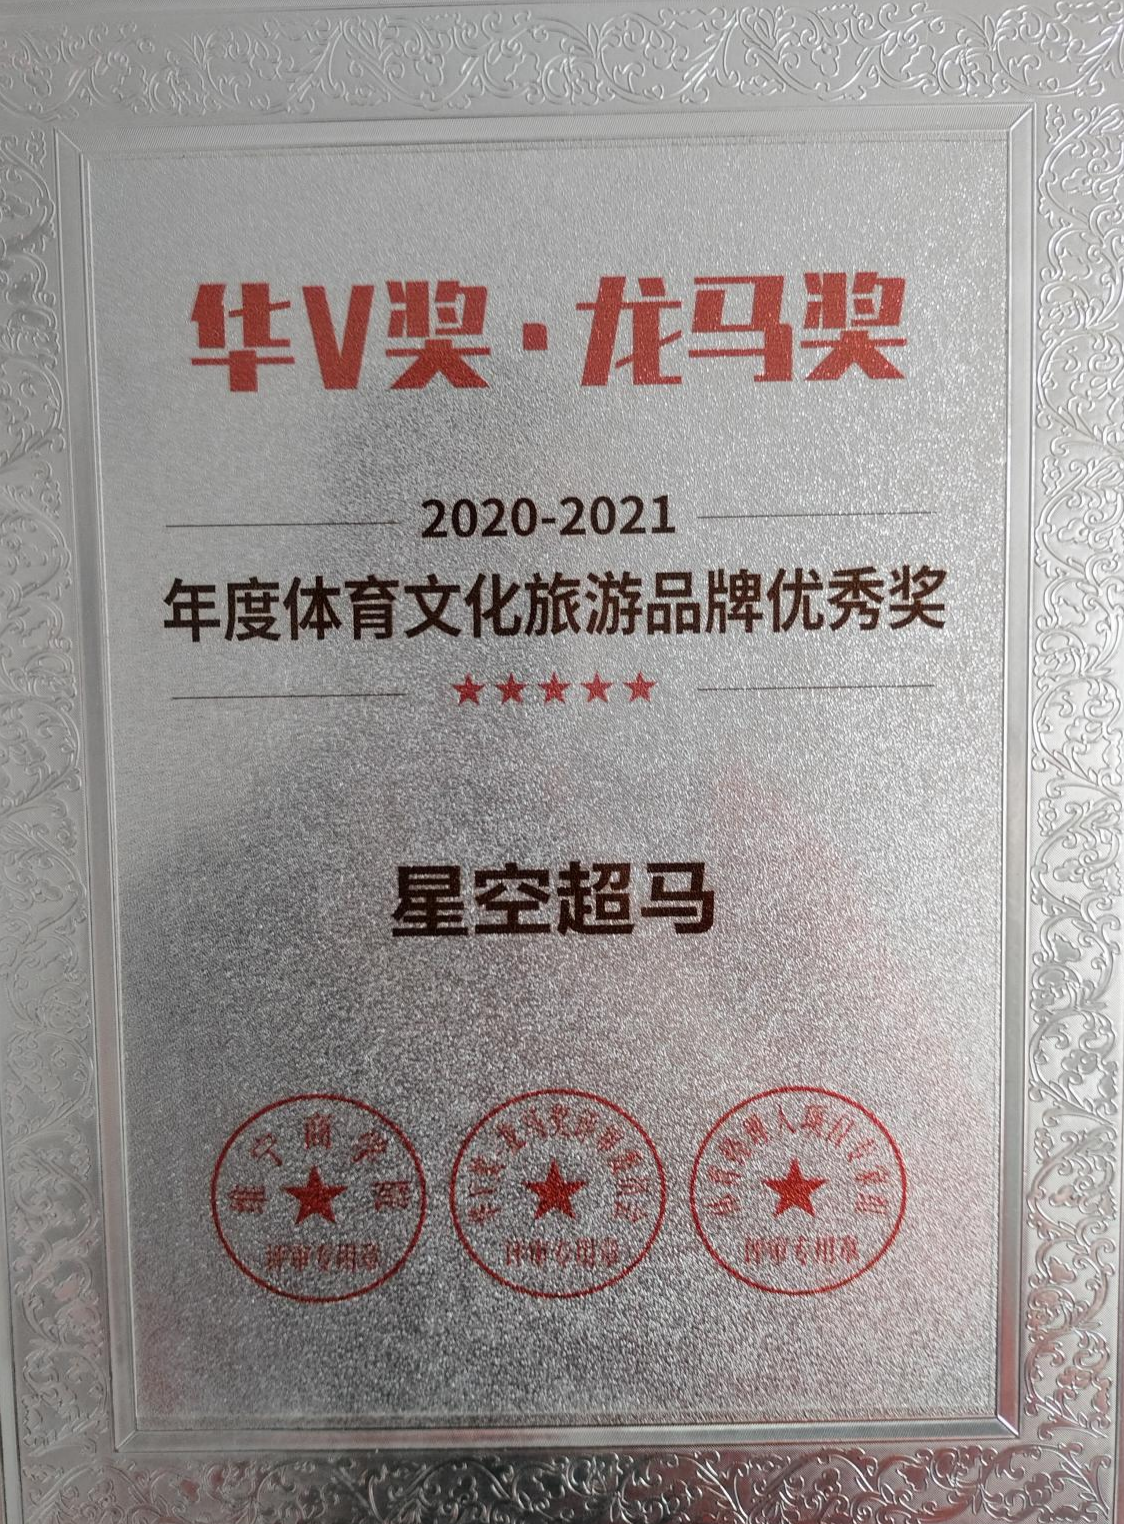 华V奖·龙马奖
2020-2021
年度体育文化旅游品牌优秀奖
★★★★★
星空超马
评审专用章
评审专用章
评审专用章